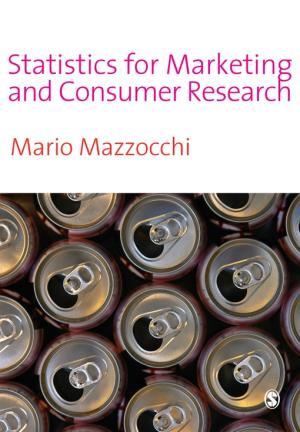 Statistics for Marketing
and Consumer Research
Mario Mazzocchi